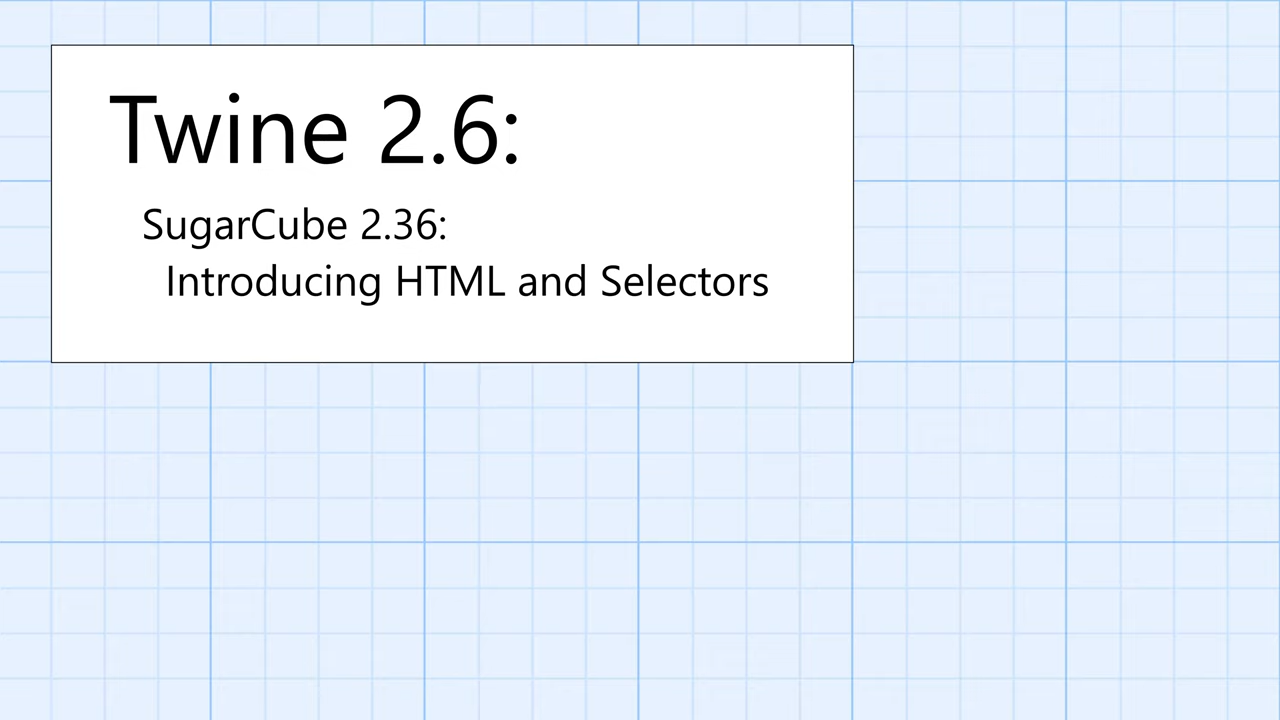 Twine 2.6:
SugarCube 2.36:
Introducing HTML and Selectors